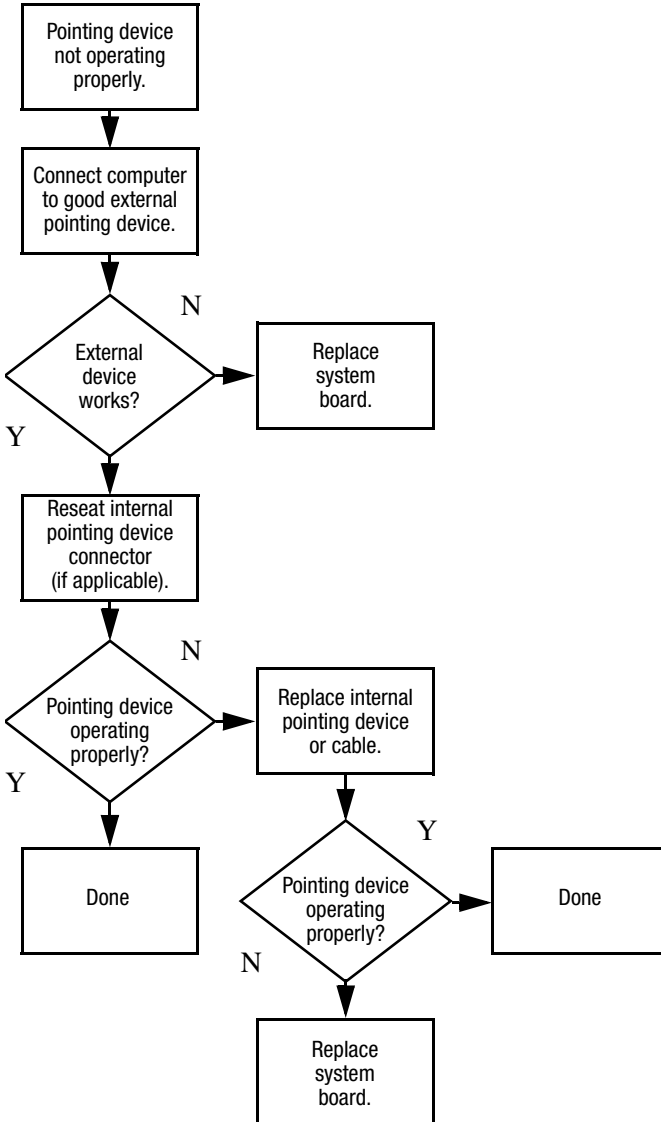 Pointing device
not operating
properly.
Connect computer
to good external
pointing device.
N
External
device
works?
Replace
system
board.
Y
Reseat internal
pointing device
connector
(if applicable).
N
Pointing device
operating
properly?
Replace internal
pointing device
or cable.
Y
Y
Done
Pointing device
operating
properly?
Done
N
Replace
system
board.